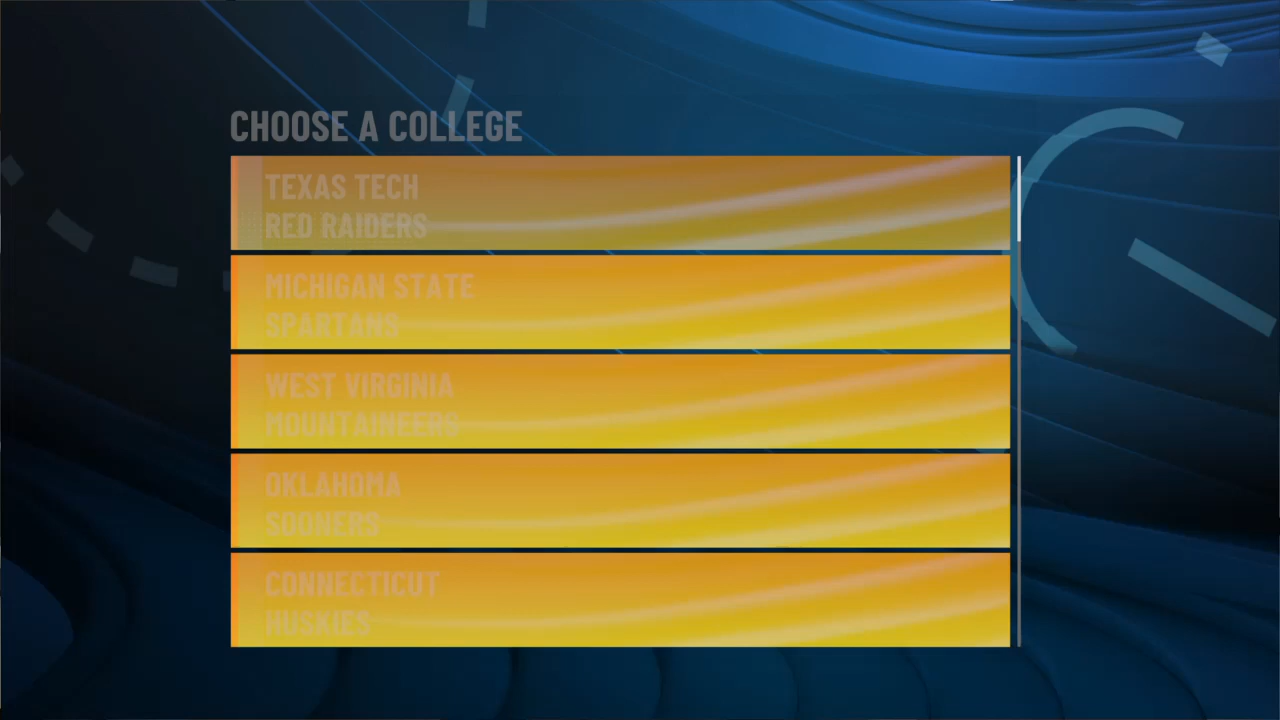 CHOOSE A COLLEGE
TEXAS TECH
RED RAIDERS
MICHIGAN STATE
SPARTANS
WEST VIRGINIA
MOUNTAINEERS
OKLAHOMA
SOONERS
CONNECTICUT
HUSKIES